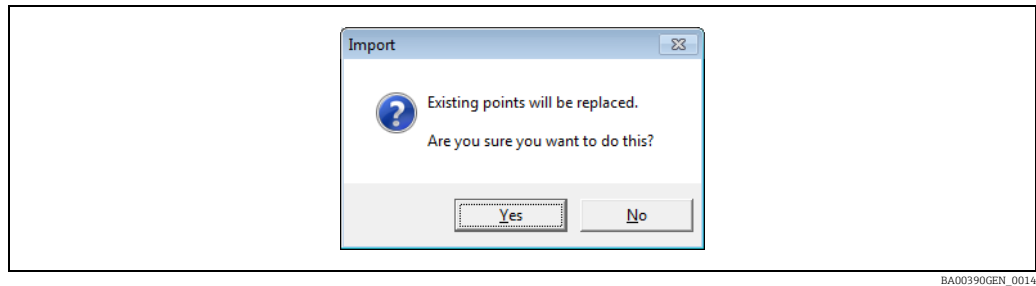 Import
Existing points will be replaced.
Are you sure you want to do this?
Yes No
BA00390GEN_0014